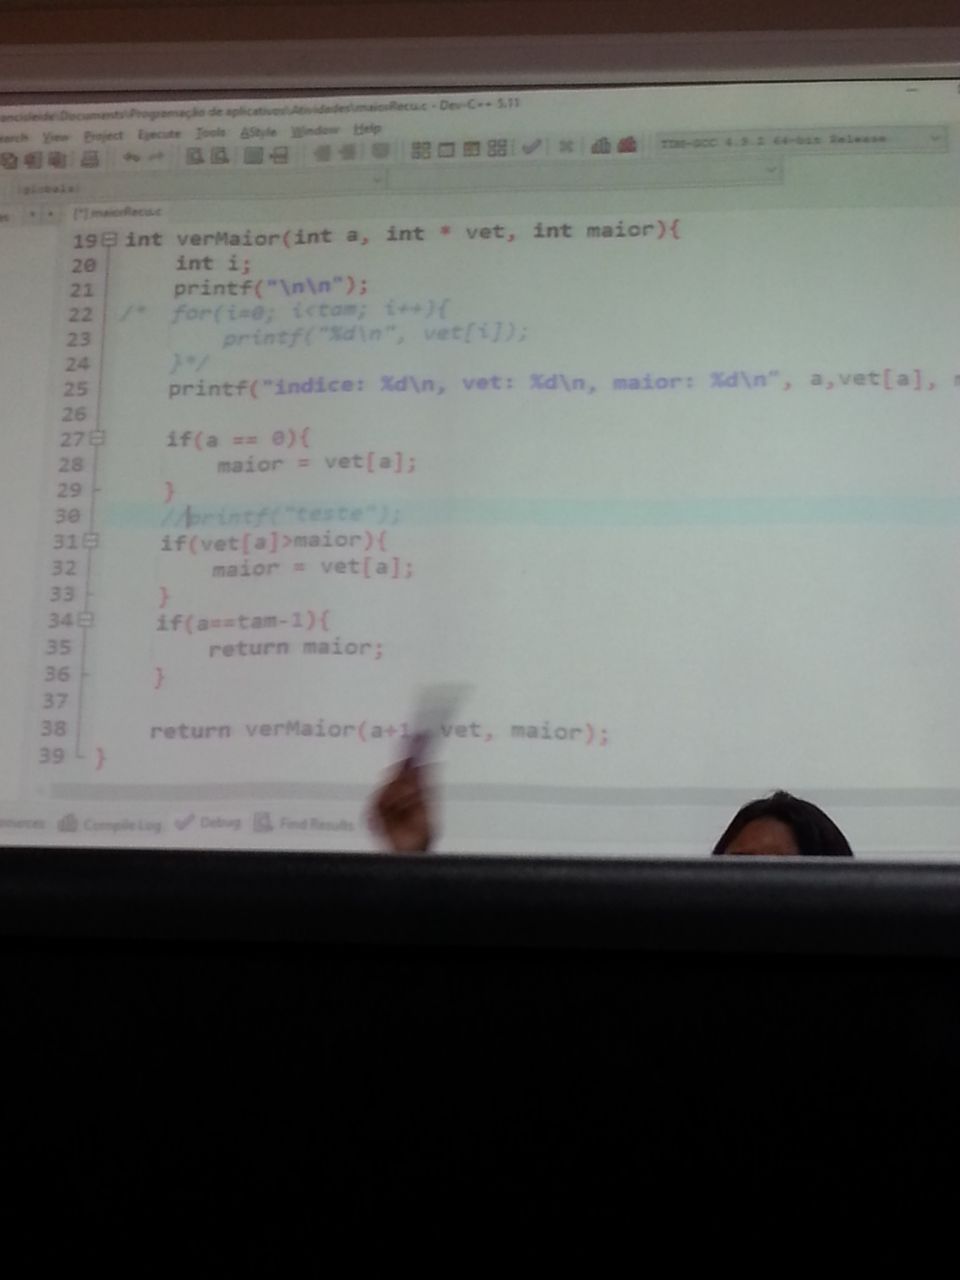 ancisleide\Documents\Programação de aplicativos\Atividades\maiorRecu.c - Dev-C++ 5.11
earch View Project Execute Tools AStyle Window Help
TDM-GCC 4.9.2 64-bit Release
(globals)
[*] maiorRecu.c
19 int verMaior(int a, int * vet, int maior){
20 int i;
21 printf("\n\n");
22 /* for(i=0; i<tam; i++){
23 printf("%d\n", vet[i]);
24 }*/
25 printf("indice: %d\n, vet: %d\n, maior: %d\n", a,vet[a],
26
27 if(a == 0){
28 maior = vet[a];
29 }
30 //printf("teste");
31 if(vet[a]>maior){
32 maior = vet[a];
33 }
34 if(a==tam-1){
35 return maior;
36 }
37
38 return verMaior(a+1, vet, maior);
39 }
Compile Log Debug Find Results